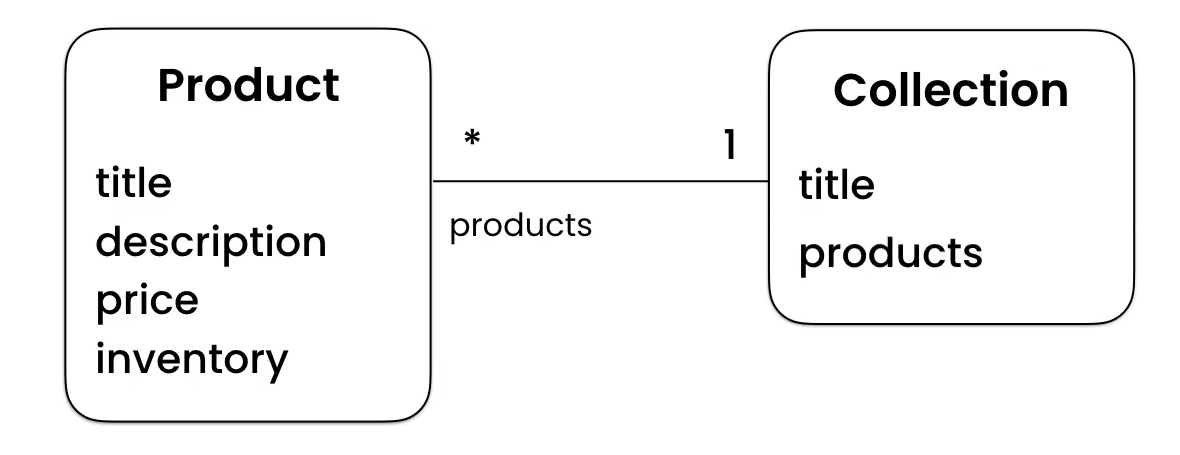 Product
title
description
price
inventory
* 1
products
Collection
title
products